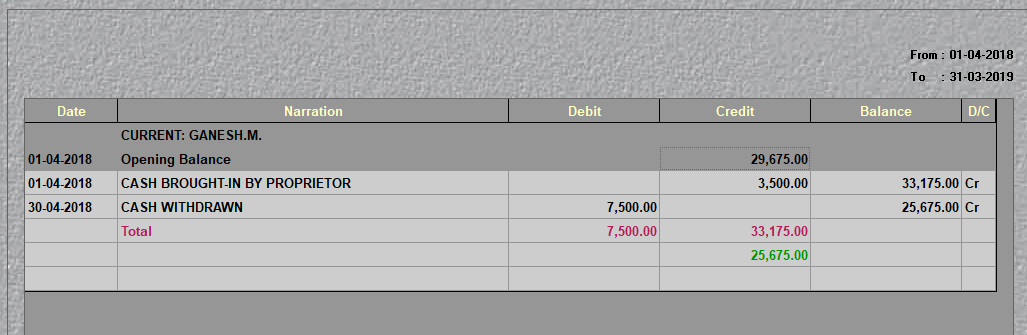 From : 01-04-2018
To : 31-03-2019
Date Narration Debit Credit Balance D/C
CURRENT: GANESH.M.
01-04-2018 Opening Balance 29,675.00
01-04-2018 CASH BROUGHT-IN BY PROPRIETOR 3,500.00 33,175.00 Cr
30-04-2018 CASH WITHDRAWN 7,500.00 25,675.00 Cr
Total 7,500.00 33,175.00
25,675.00